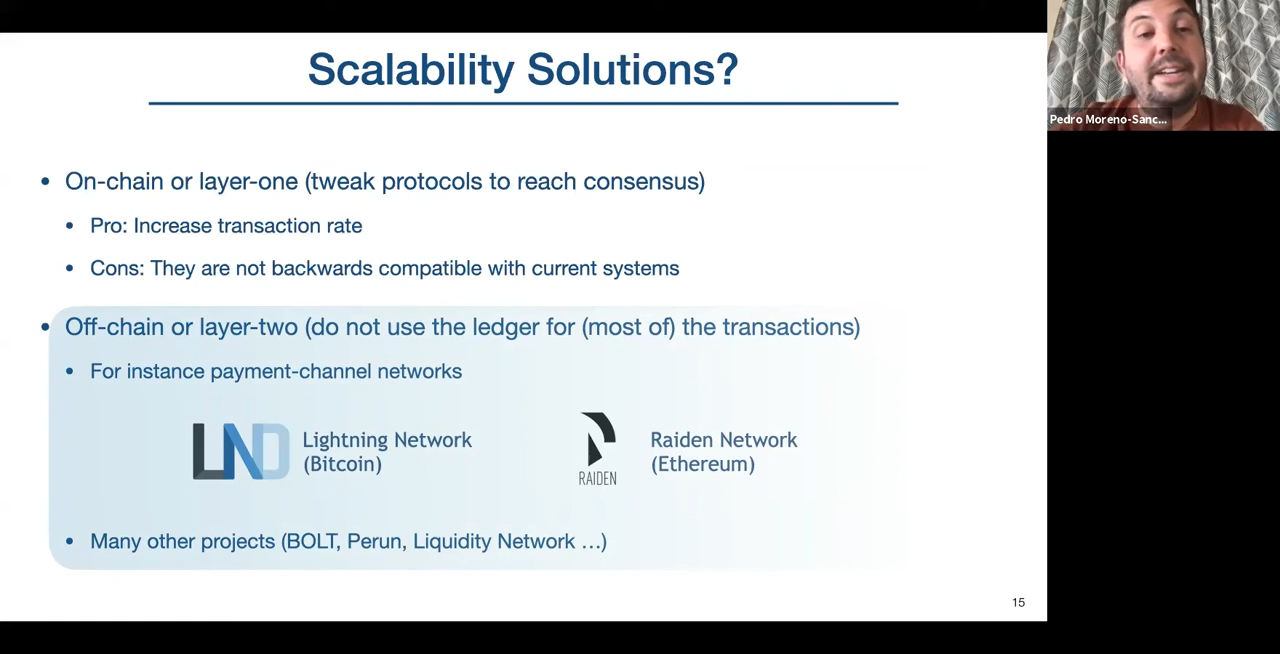 Scalability Solutions?
Pedro Moreno-Sanc...
• On-chain or layer-one (tweak protocols to reach consensus)
• Pro: Increase transaction rate
• Cons: They are not backwards compatible with current systems
• Off-chain or layer-two (do not use the ledger for (most of) the transactions)
• For instance payment-channel networks
LND
Lightning Network
(Bitcoin)
RAIDEN
Raiden Network
(Ethereum)
• Many other projects (BOLT, Perun, Liquidity Network …)
15